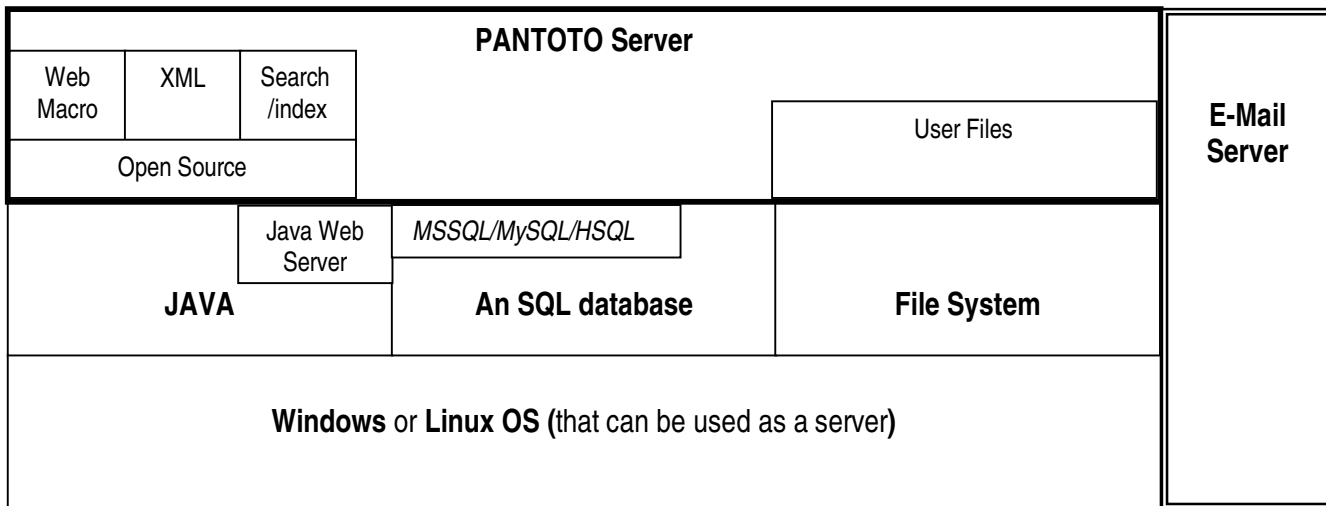 PANTOTO Server
Web
Macro
XML
Search
/index
Open Source
User Files
E-Mail
Server
Java Web
Server
MSSQL/MySQL/HSQL
JAVA
An SQL database
File System
Windows or Linux OS (that can be used as a server)